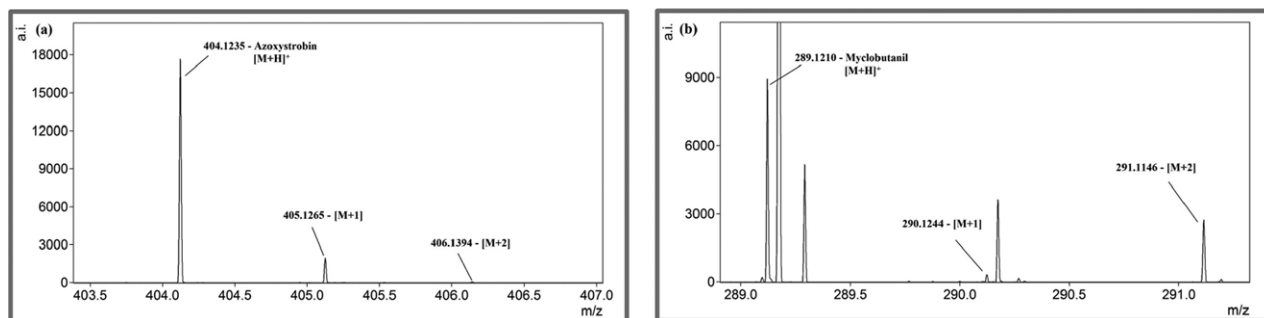 (a)
a.i.
404.1235 - Azoxystrobin
[M+H]⁺
18000
15000
12000
9000
6000
3000
0
405.1265 - [M+1]
406.1394 - [M+2]
403.5 404.0 404.5 405.0 405.5 406.0 406.5 407.0
m/z
(b)
a.i.
289.1210 - Myclobutanil
[M+H]⁺
9000
6000
3000
0
291.1146 - [M+2]
290.1244 - [M+1]
289.0 289.5 290.0 290.5 291.0
m/z